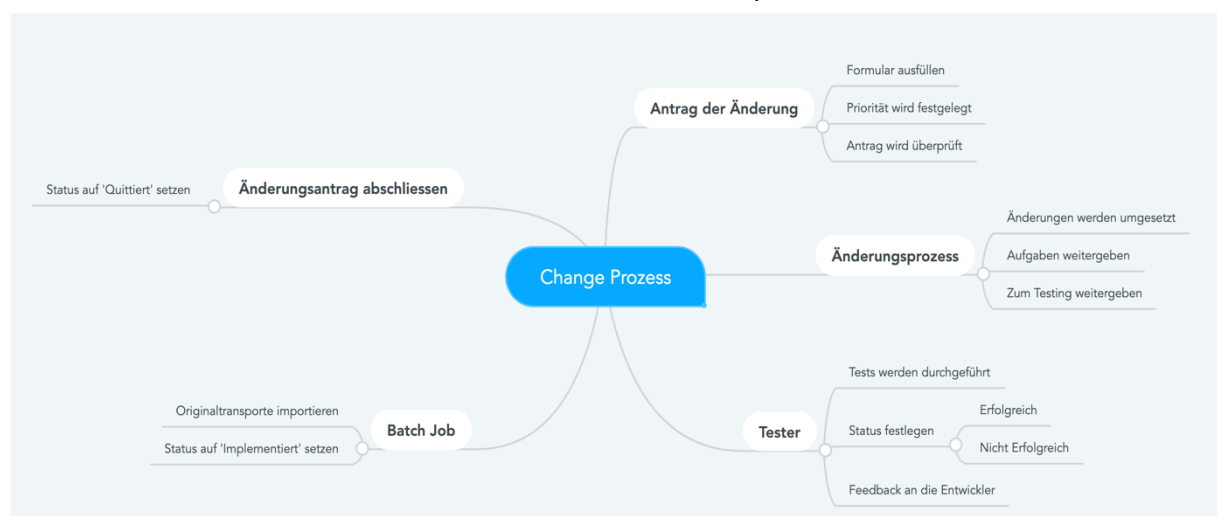 Formular ausfüllen
Antrag der Änderung
Priorität wird festgelegt
Antrag wird überprüft
Status auf 'Quittiert' setzen
Änderungsantrag abschliessen
Änderungen werden umgesetzt
Änderungsprozess
Aufgaben weitergeben
Zum Testing weitergeben
Change Prozess
Tests werden durchgeführt
Originaltransporte importieren
Batch Job
Status auf 'Implementiert' setzen
Tester
Status festlegen
Erfolgreich
Nicht Erfolgreich
Feedback an die Entwickler